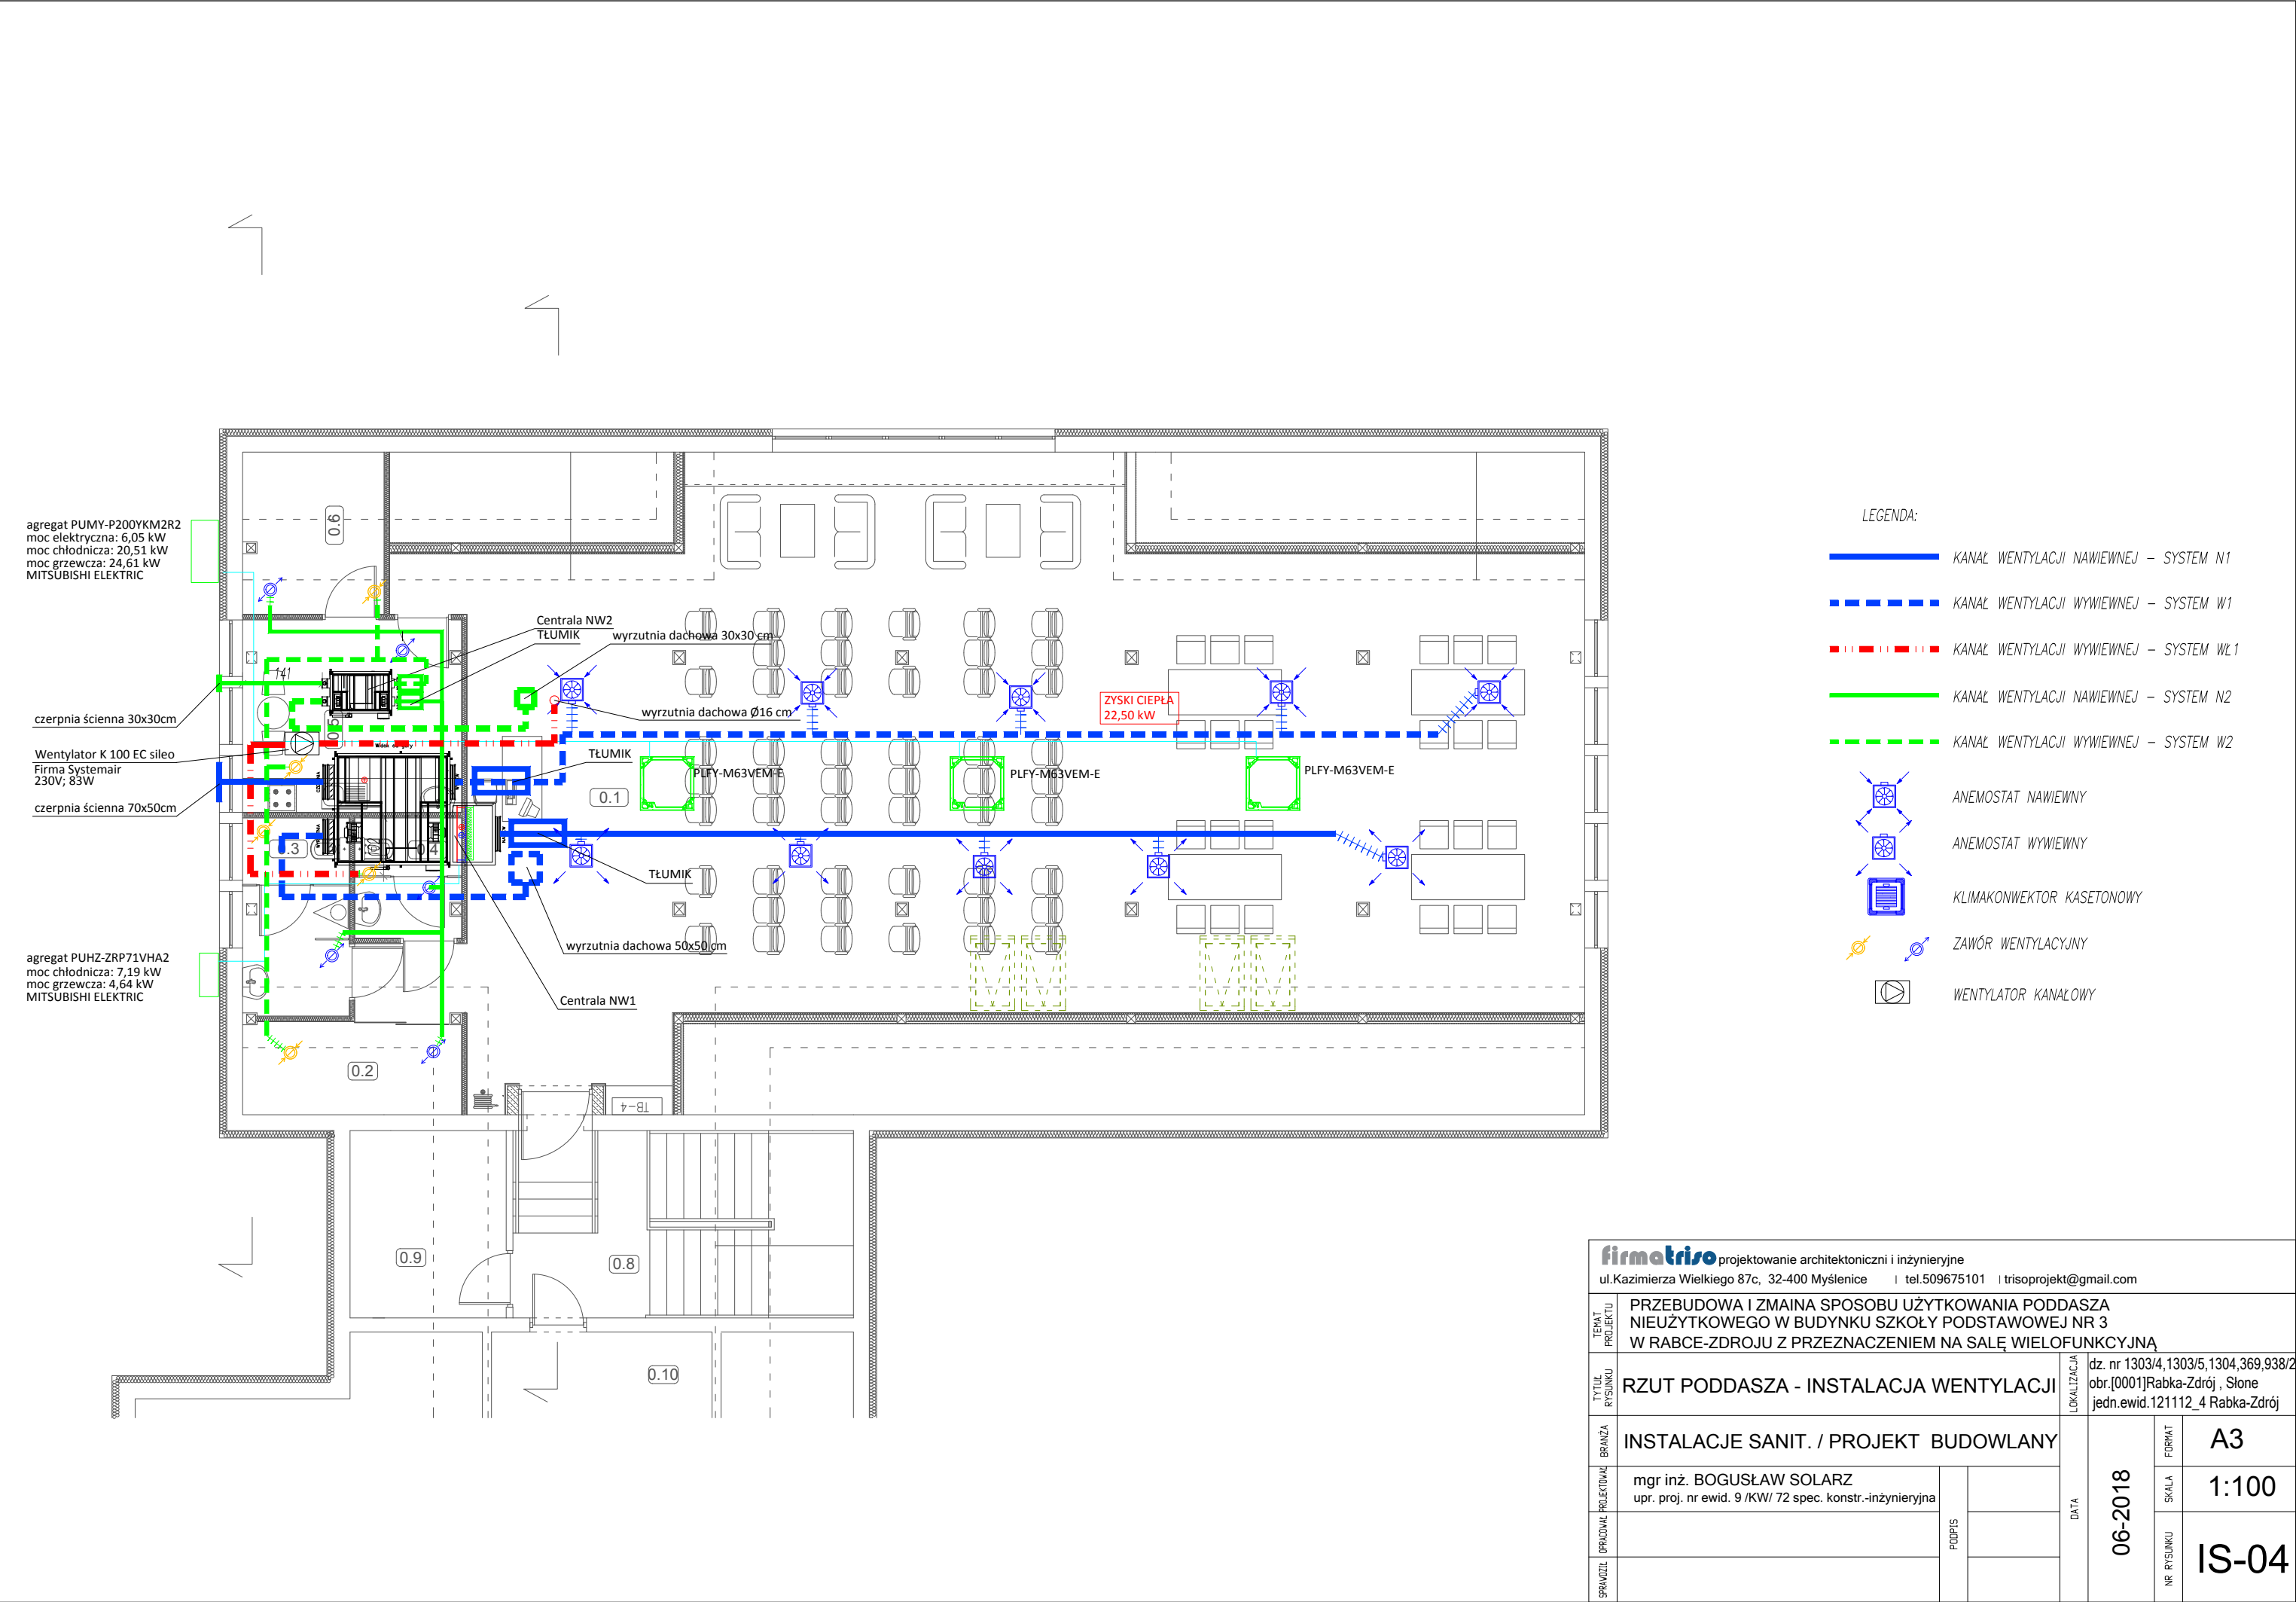 agregat PUMY-P200YKM2R2
moc elektryczna: 6,05 kW
moc chłodnicza: 20,51 kW
moc grzewcza: 24,61 kW
MITSUBISHI ELEKTRIC
czerpnia ścienna 30x30cm
Wentylator K 100 EC sileo
Firma Systemair
230V; 83W
czerpnia ścienna 70x50cm
agregat PUHZ-ZRP71VHA2
moc chłodnicza: 7,19 kW
moc grzewcza: 4,64 kW
MITSUBISHI ELEKTRIC
0.6
Centrala NW2
TŁUMIK
wyrzutnia dachowa 30x30 cm
141
wyrzutnia dachowa Ø16 cm
ZYSKI CIEPŁA
22,50 kW
TŁUMIK
PLFY-M63VEM-E
PLFY-M63VEM-E
PLFY-M63VEM-E
0.1
TŁUMIK
wyrzutnia dachowa 50x50 cm
Centrala NW1
0.2
TB-4
0.9
0.8
0.10
LEGENDA:
KANAŁ WENTYLACJI NAWIEWNEJ – SYSTEM N1
KANAŁ WENTYLACJI WYWIEWNEJ – SYSTEM W1
KANAŁ WENTYLACJI WYWIEWNEJ – SYSTEM WŁ1
KANAŁ WENTYLACJI NAWIEWNEJ – SYSTEM N2
KANAŁ WENTYLACJI WYWIEWNEJ – SYSTEM W2
ANEMOSTAT NAWIEWNY
ANEMOSTAT WYWIEWNY
KLIMAKONWEKTOR KASETONOWY
ZAWÓR WENTYLACYJNY
WENTYLATOR KANAŁOWY
firmatriso projektowanie architektoniczni i inżynieryjne
ul.Kazimierza Wielkiego 87c, 32-400 Myślenice | tel.509675101 | trisoprojekt@gmail.com
TEMAT PROJEKTU
PRZEBUDOWA I ZMAINA SPOSOBU UŻYTKOWANIA PODDASZA
NIEUŻYTKOWEGO W BUDYNKU SZKOŁY PODSTAWOWEJ NR 3
W RABCE-ZDROJU Z PRZEZNACZENIEM NA SALĘ WIELOFUNKCYJNĄ
TYTUŁ RYSUNKU
RZUT PODDASZA - INSTALACJA WENTYLACJI
LOKALIZACJA
dz. nr 1303/4,1303/5,1304,369,938/2
obr.[0001]Rabka-Zdrój , Słone
jedn.ewid.121112_4 Rabka-Zdrój
BRANŻA
INSTALACJE SANIT. / PROJEKT BUDOWLANY
DATA
06-2018
FORMAT
A3
PROJEKTOWAŁ
mgr inż. BOGUSŁAW SOLARZ
upr. proj. nr ewid. 9 /KW/ 72 spec. konstr.-inżynieryjna
PODPIS
SKALA
1:100
OPRACOWAŁ
SPRAWDZIŁ
NR RYSUNKU
IS-04